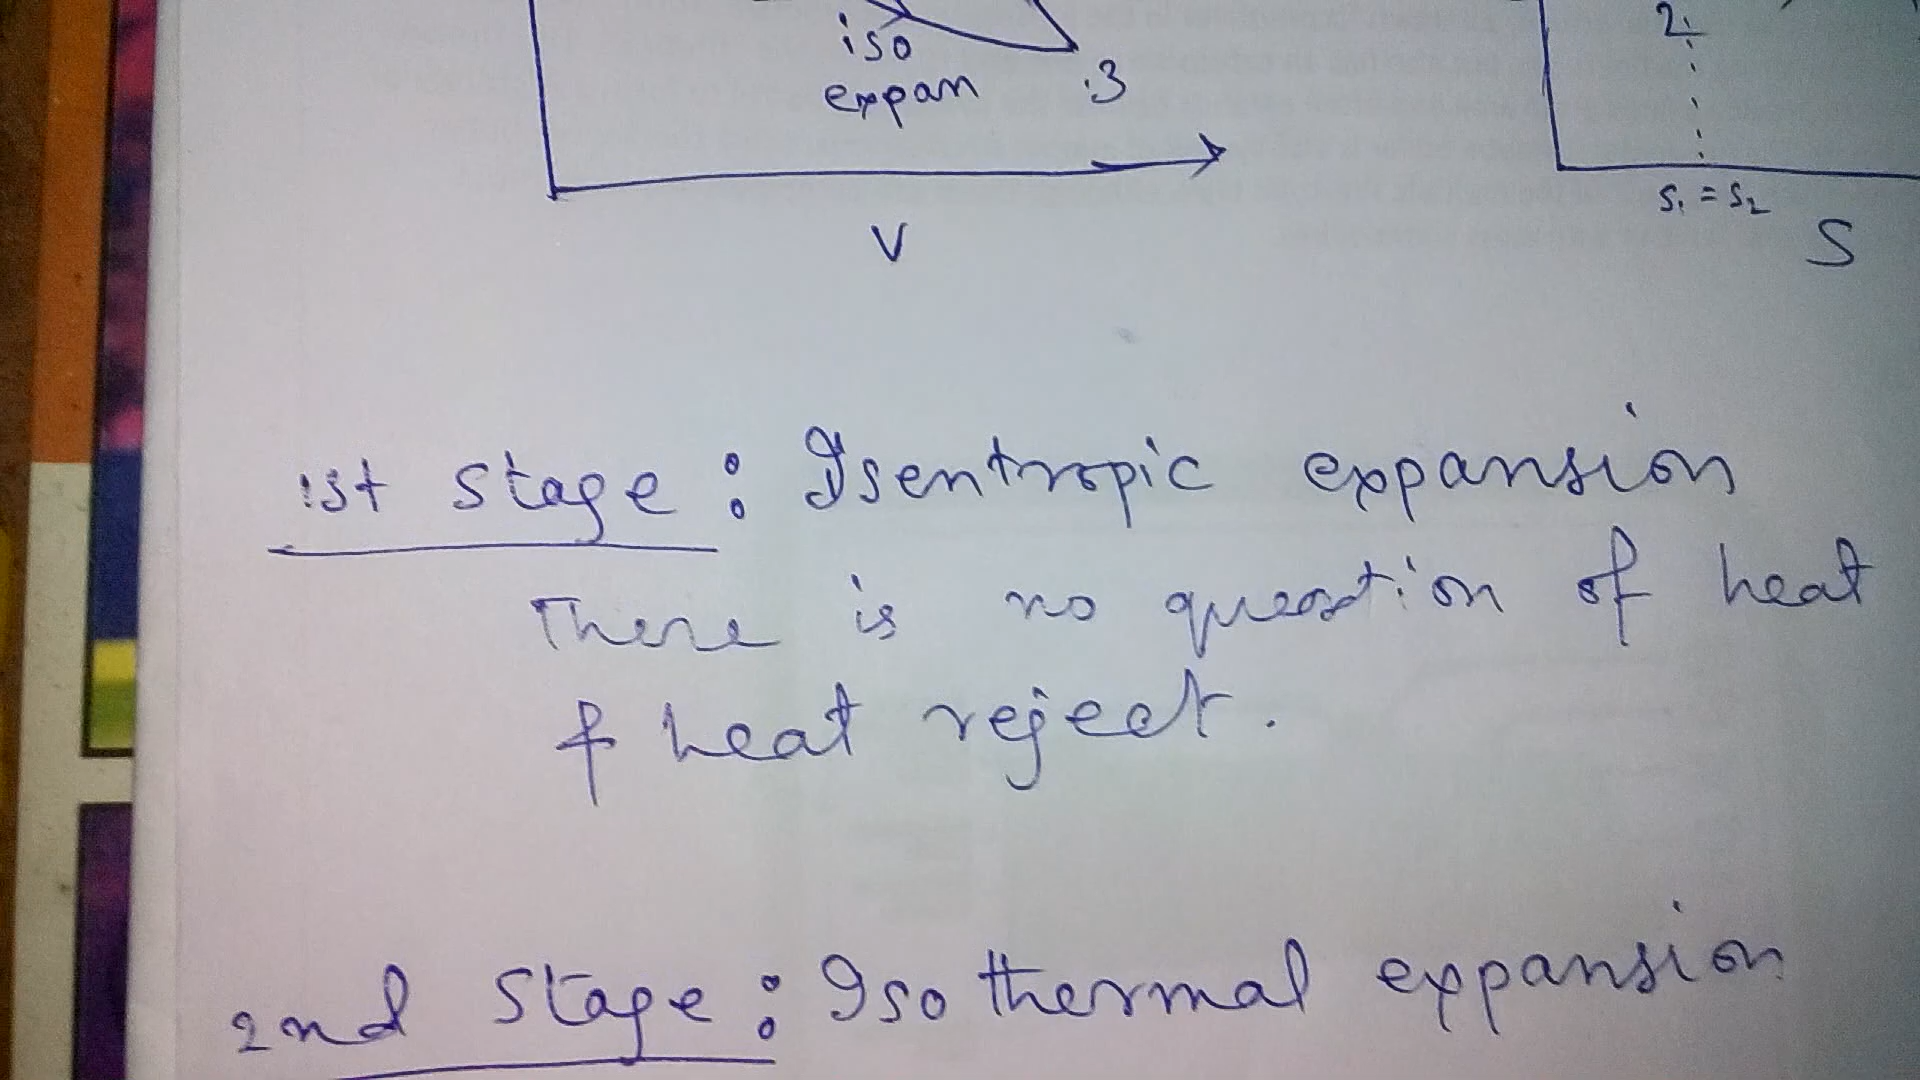 iso
expan
3
V
2
S1 = S2
S
1st stage : Isentropic expansion
There is no question of heat
& heat reject.
2nd Stage : Isothermal expansion